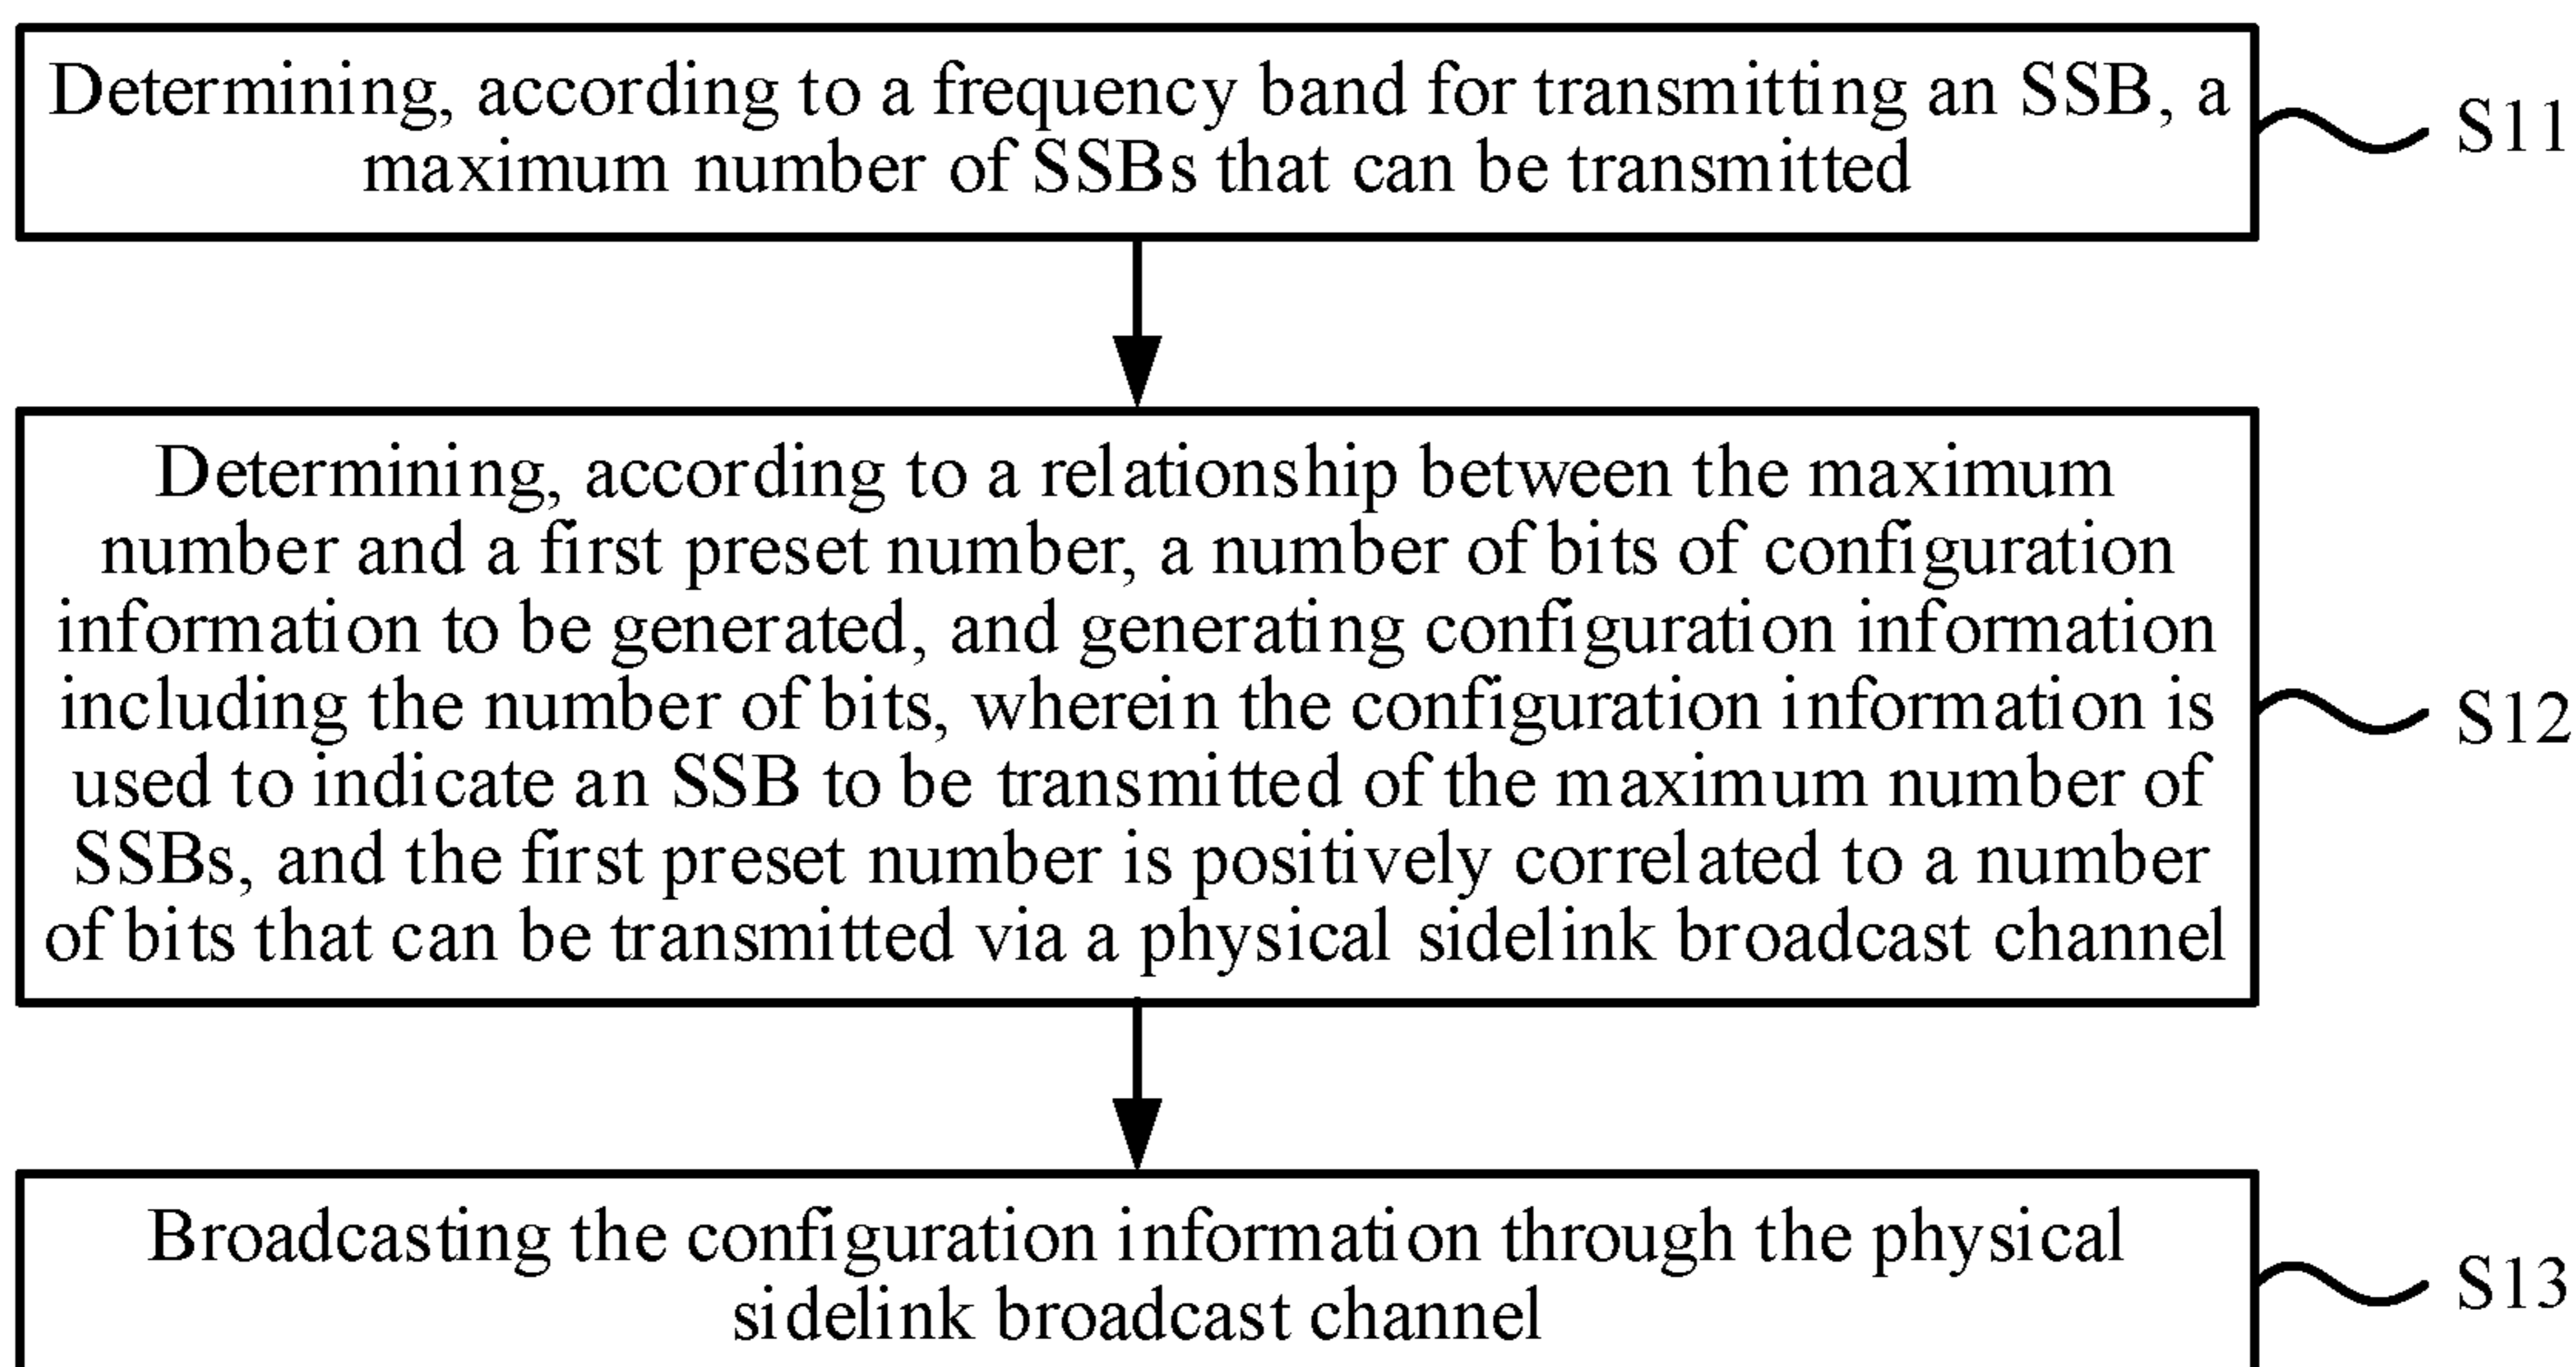 Determining, according to a frequency band for transmitting an SSB, a
maximum number of SSBs that can be transmitted
S11
Determining, according to a relationship between the maximum
number and a first preset number, a number of bits of configuration
information to be generated, and generating configuration information
including the number of bits, wherein the configuration information is
used to indicate an SSB to be transmitted of the maximum number of
SSBs, and the first preset number is positively correlated to a number
of bits that can be transmitted via a physical sidelink broadcast channel
S12
Broadcasting the configuration information through the physical
sidelink broadcast channel
S13